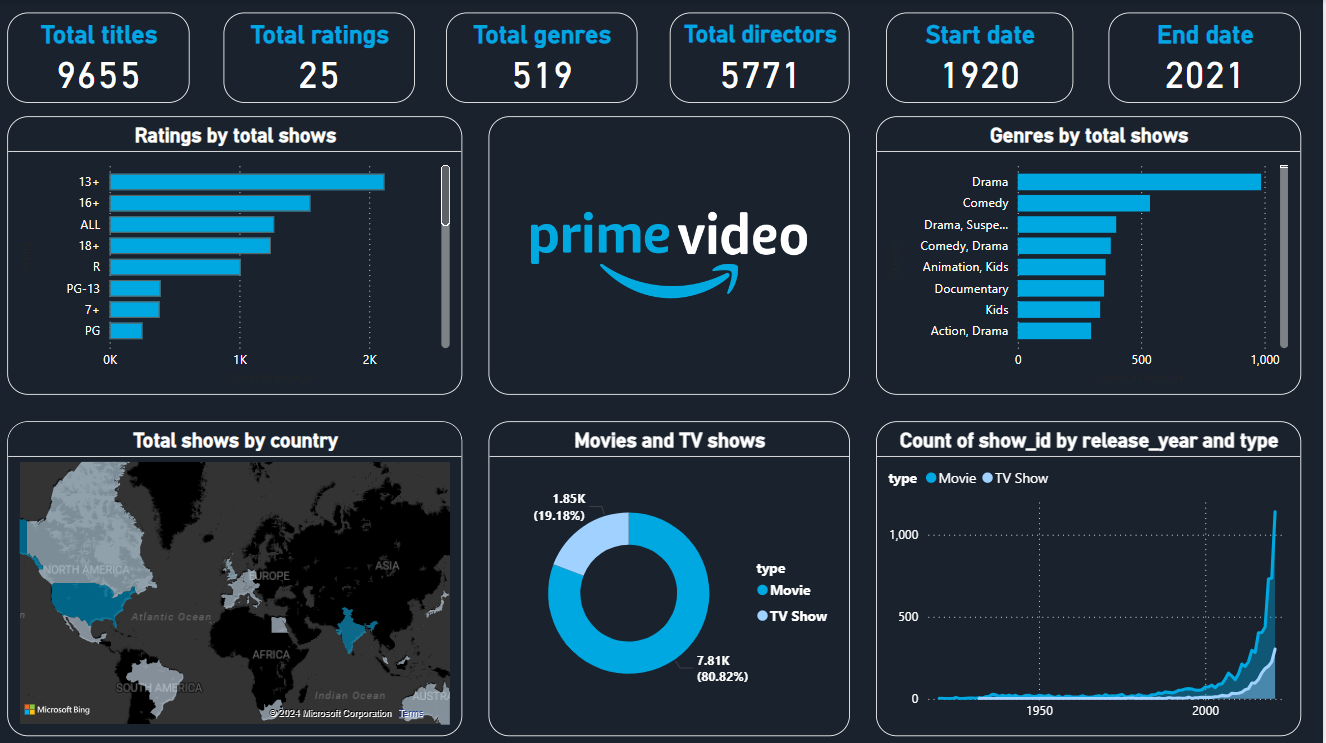 Total titles
9655
Total ratings
25
Total genres
519
Total directors
5771
Start date
1920
End date
2021
Ratings by total shows
13+
16+
ALL
18+
R
PG-13
7+
PG
0K 1K 2K
prime video
Genres by total shows
Drama
Comedy
Drama, Suspe...
Comedy, Drama
Animation, Kids
Documentary
Kids
Action, Drama
0 500 1,000
Total shows by country
NORTH AMERICA
EUROPE
ASIA
Atlantic Ocean
AFRICA
SOUTH AMERICA
Indian Ocean
AUSTRA
Microsoft Bing
© 2024 Microsoft Corporation Terms
Movies and TV shows
1.85K
(19.18%)
type
Movie
TV Show
7.81K
(80.82%)
Count of show_id by release_year and type
type Movie TV Show
1,000
500
0
1950 2000